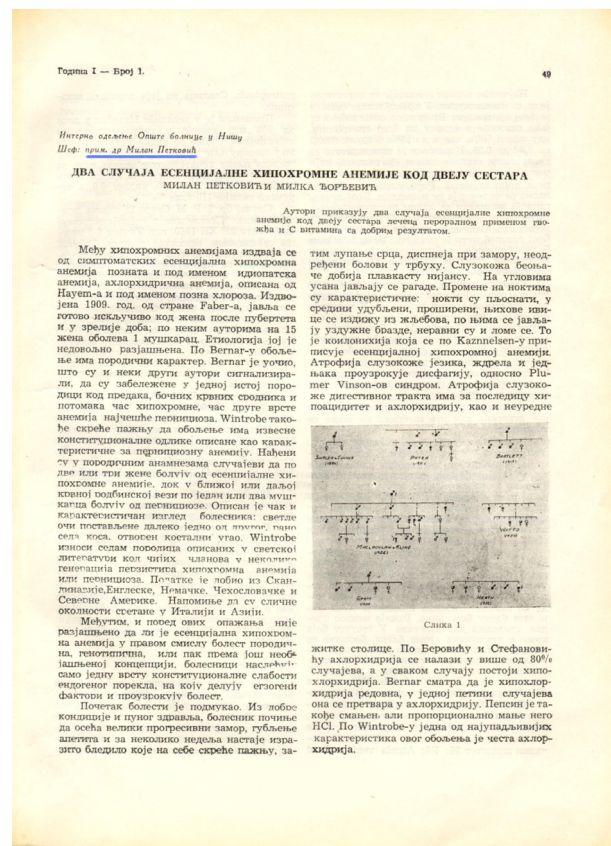 Година I — Број 1.
49
Интерно одељење Опште болнице у Нишу
Шеф: прим. др Милан Петковић
ДВА СЛУЧАЈА ЕСЕНЦИЈАЛНЕ ХИПОХРОМНЕ АНЕМИЈЕ КОД ДВЕЈУ СЕСТАРА
МИЛАН ПЕТКОВИЋ И МИЛКА ЂОРЂЕВИЋ
Аутори приказују два случаја есенцијалне хипохромне
анемије код двеју сестара лечена пероралном применом гво-
жђа и С витамина са добрим резултатом.
Међу хипохромних анемијама издваја се
од симптоматских есенцијална хипохромна
анемија позната и под именом идиопатска
анемија, ахлорхидрична анемија, описана од
Hayem-а и под именом позна хлороза. Издво-
јена 1909. год. од стране Faber-а, јавља се
готово искључиво код жена после пубертета
и у зрелије доба; по неким ауторима на 15
жена оболева 1 мушкарац. Етиологија јој је
недовољно разјашњена. По Bernar-у обоље-
ње има породични карактер. Bernar је уочио,
што су и неки други аутори сигнализира-
ли, да су забележене у једној истој поро-
дици код предака, бочних крвних сродника и
потомака час хипохромне, час друге врсте
анемија најчешће перницioза. Wintrobe тако-
ђе скреће пажњу да обољење има извесне
конституционалне одлике описане као карак-
теристичне за пернициозну анемију. Нађени
су у породичним анамнезама случајеви да по
две или три жене болују од есенцијалне хи-
похромне анемије, док у ближој или даљој
крвној родбинској вези по један или два муш-
карца болују од перницioзе. Описан је чак и
карактеристичан изглед болесника: светле
очи постављене далеко једно од другог, рано
седа коса, отворен костални угао. Wintrobe
износи седам породица описаних у светској
литератури код чијих чланова у неколико
генерација перзистира хипохромна анемија
или пернициоза. Податке је добио из Скан-
динавије, Енглеске, Немачке, Чехословачке и
Северне Америке. Напомиње да су сличне
околности сретане у Италији и Азији.
Међутим, и поред ових опажања није
разјашњено да ли је есенцијална хипохром-
на анемија у правом смислу болест породич-
на, генотипична, или пак према још необ-
јашњеној концепцији, болесници наслеђују
само једну врсту конституционалне слабости
ендогеног порекла, на коју делују егзогени
фактори и проузрокују болест.
Почетак болести је подмукао. Из добре
кондиције и пуног здравља, болесник почиње
да осећа велики прогресивни замор, губљење
апетита и за неколико недеља настаје изра-
зито бледило које на себе скреће пажњу, за-
тим лупање срца, диспнеја при замору, неод-
ређени болови у трбуху. Слузокожа беоња-
че добија плавкасту нијансу. На угловима
усана јављају се рагаде. Промене на ноктима
су карактеристичне: нокти су пљоснати, у
средини удубљени, проширени, њихове иви-
це се издижу из жљебова, по њима се јавља-
ју уздужне бразде, неравни су и ломе се. То
је коилонихија која се по Kaznnelsen-у при-
писује есенцијалној хипохромној анемији.
Атрофија слузокоже језика, ждрела и јед-
њака проузрокује дисфагију, односно Plu-
mer Vinson-ов синдром. Атрофија слузоко-
же дигестивног тракта има за последицу хи-
поацидитет и ахлорхидрију, као и неуредне
Слика 1
житке столице. По Беровићу и Стефанови-
ћу ахлорхидрија се налази у више од 80%
случајева, а у сваком случају постоји хипо-
хлорхидрија. Bernar сматра да је хипохлор-
хидрија редовна, у једној петини случајева
она се претвара у ахлорхидрију. Пепсин је та-
кође смањен али пропорционално мање него
HCl. По Wintrobe-у једна од најупадљивијих
карактеристика овог обољења је честа ахлор-
хидрија.